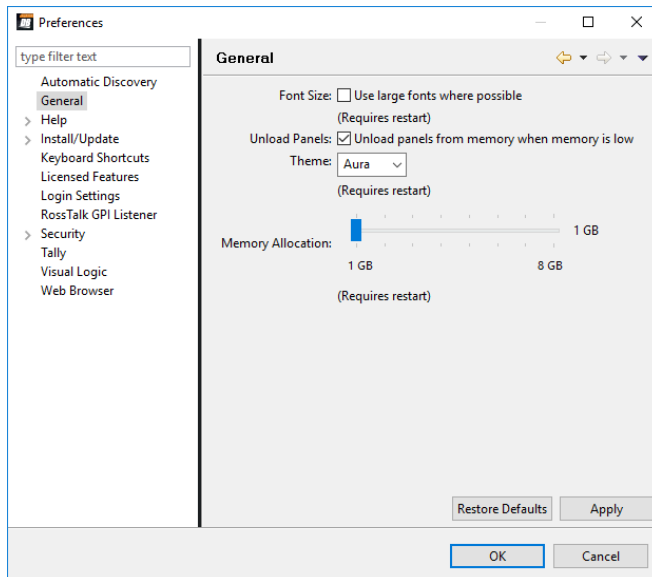 Preferences
type filter text
Automatic Discovery
General
Help
Install/Update
Keyboard Shortcuts
Licensed Features
Login Settings
RossTalk GPI Listener
Security
Tally
Visual Logic
Web Browser
General
Font Size: Use large fonts where possible
(Requires restart)
Unload Panels: Unload panels from memory when memory is low
Theme: Aura
(Requires restart)
Memory Allocation: 1 GB
1 GB 8 GB
(Requires restart)
Restore Defaults Apply
OK Cancel